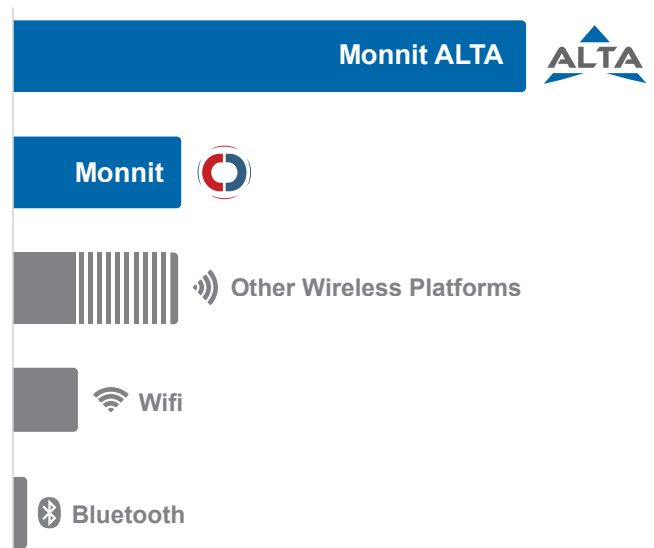 Monnit ALTA
ALTA
Monnit
Other Wireless Platforms
Wifi
Bluetooth